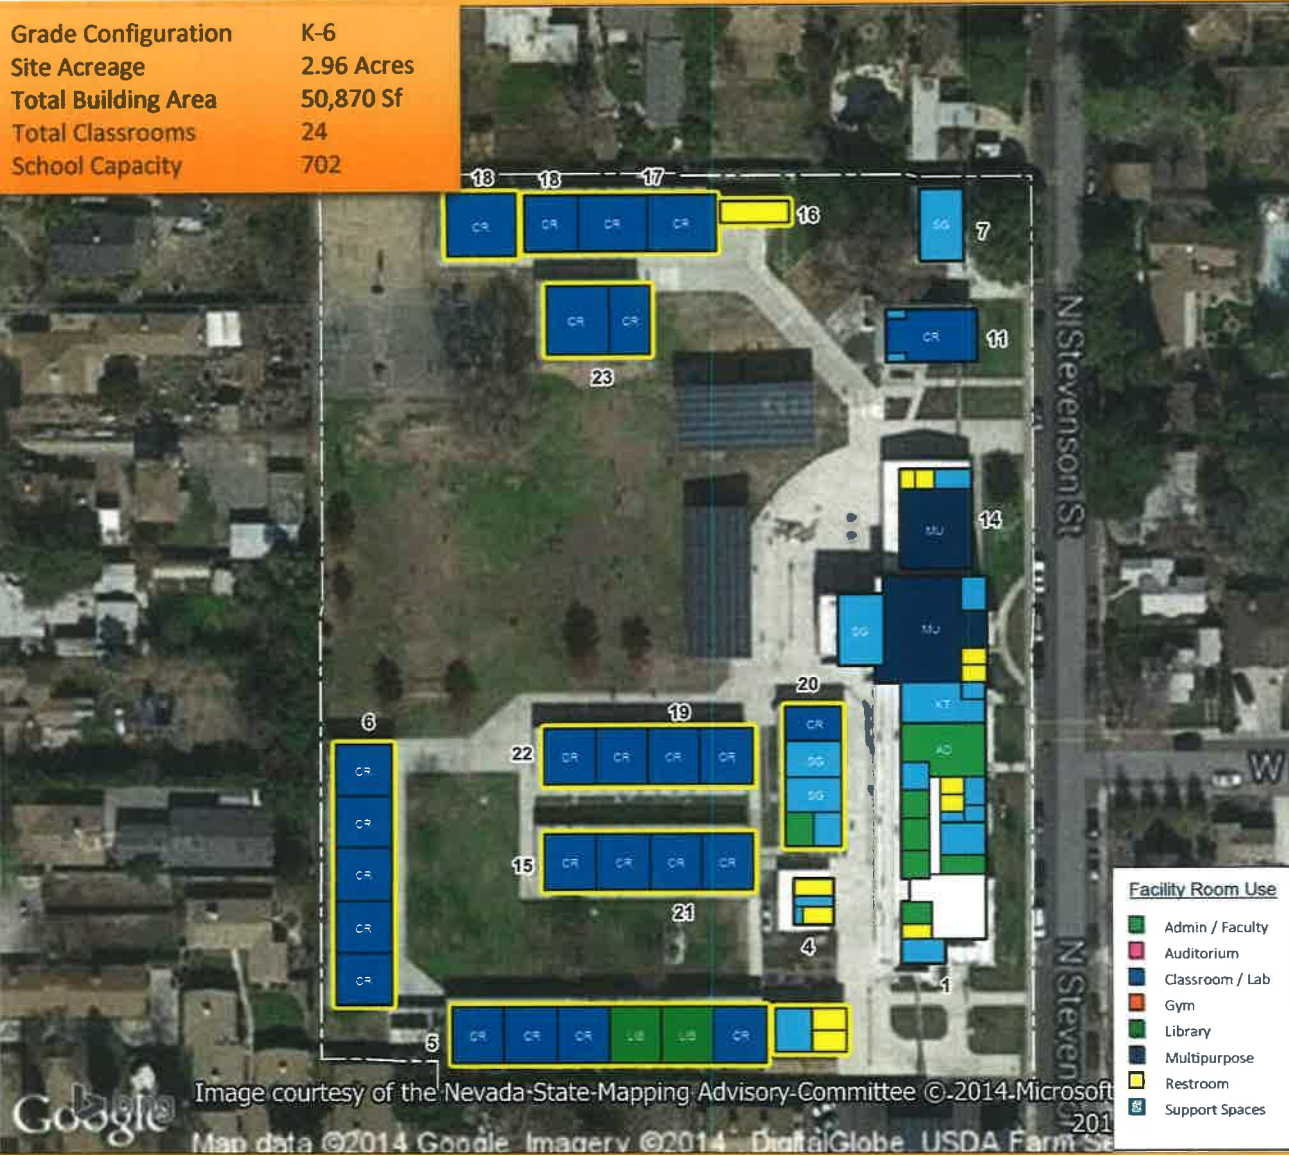 Grade Configuration K-6
Site Acreage 2.96 Acres
Total Building Area 50,870 Sf
Total Classrooms 24
School Capacity 702
18 18 17
CR CR CR CR
16
SG 7
CR CR
CR 11
23
N Stevenson St
MU 14
SG MU
20
6 19
22 CR CR CR CR
CR SG SG
KT
AD
W
CR CR CR CR CR
15 CR CR CR CR
21
4
1
5 CR CR CR LIB LIB CR
N Steven
Facility Room Use
Admin / Faculty
Auditorium
Classroom / Lab
Gym
Library
Multipurpose
Restroom
Support Spaces
Image courtesy of the Nevada-State-Mapping Advisory-Committee © 2014 Microsoft
201
Google bing
Map data ©2014 Google Imagery ©2014 , DigitalGlobe, USDA Farm Se